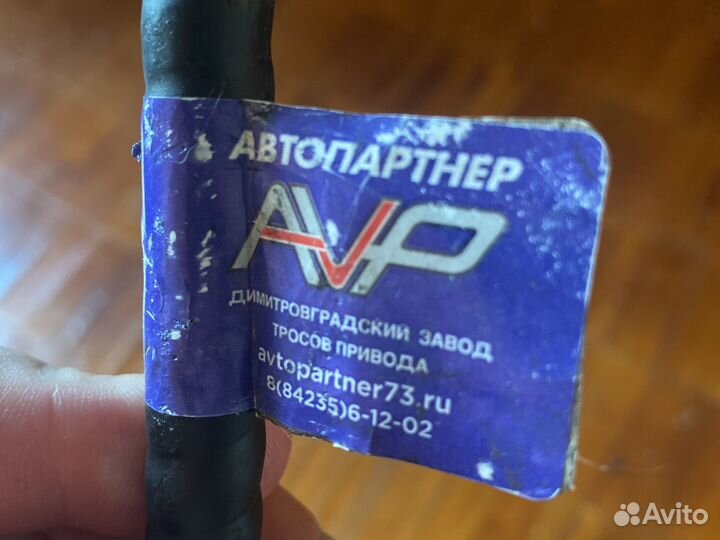 АВТОПАРТНЕР
AVP
ДИМИТРОВГРАДСКИЙ ЗАВОД
ТРОСОВ ПРИВОДА
avtopartner73.ru
8(84235)6-12-02
Avito